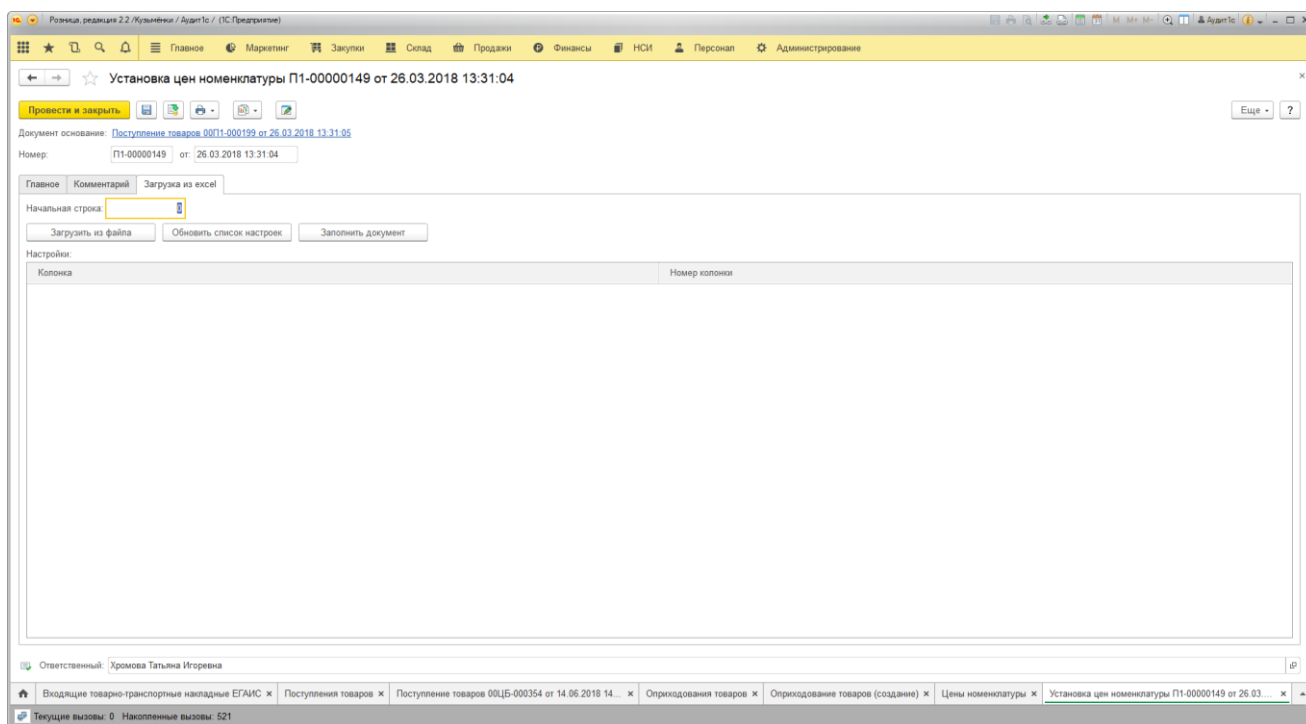 Розница, редакция 2.2 /Кузьмёнки / Аудит1с / (1С:Предприятие)
M M+ M- Аудит1с
Главное Маркетинг Закупки Склад Продажи Финансы НСИ Персонал Администрирование
Установка цен номенклатуры П1-00000149 от 26.03.2018 13:31:04
Провести и закрыть Еще ?
Документ основание: Поступление товаров 00П1-000199 от 26.03.2018 13:31:05
Номер: П1-00000149 от: 26.03.2018 13:31:04
Главное Комментарий Загрузка из excel
Начальная строка: 0
Загрузить из файла Обновить список настроек Заполнить документ
Настройки:
Колонка Номер колонки
Ответственный: Хромова Татьяна Игоревна
Входящие товарно-транспортные накладные ЕГАИС × Поступления товаров × Поступление товаров 00ЦБ-000354 от 14.06.2018 14... × Оприходования товаров × Оприходование товаров (создание) × Цены номенклатуры × Установка цен номенклатуры П1-00000149 от 26.03.... ×
Текущие вызовы: 0 Накопленные вызовы: 521